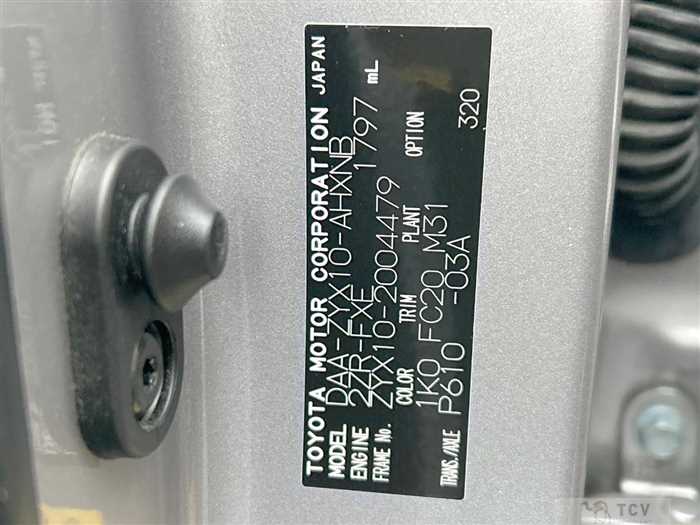 TOYOTA MOTOR CORPORATION JAPAN
MODEL DAA-ZYX10-AHXNB
ENGINE 2ZR-FXE 1797 mL
FRAME No. ZYX10-2004479
COLOR TRIM PLANT OPTION
1K0 FC20 M31
TRANS./AXLE P610 -03A 320
TCV